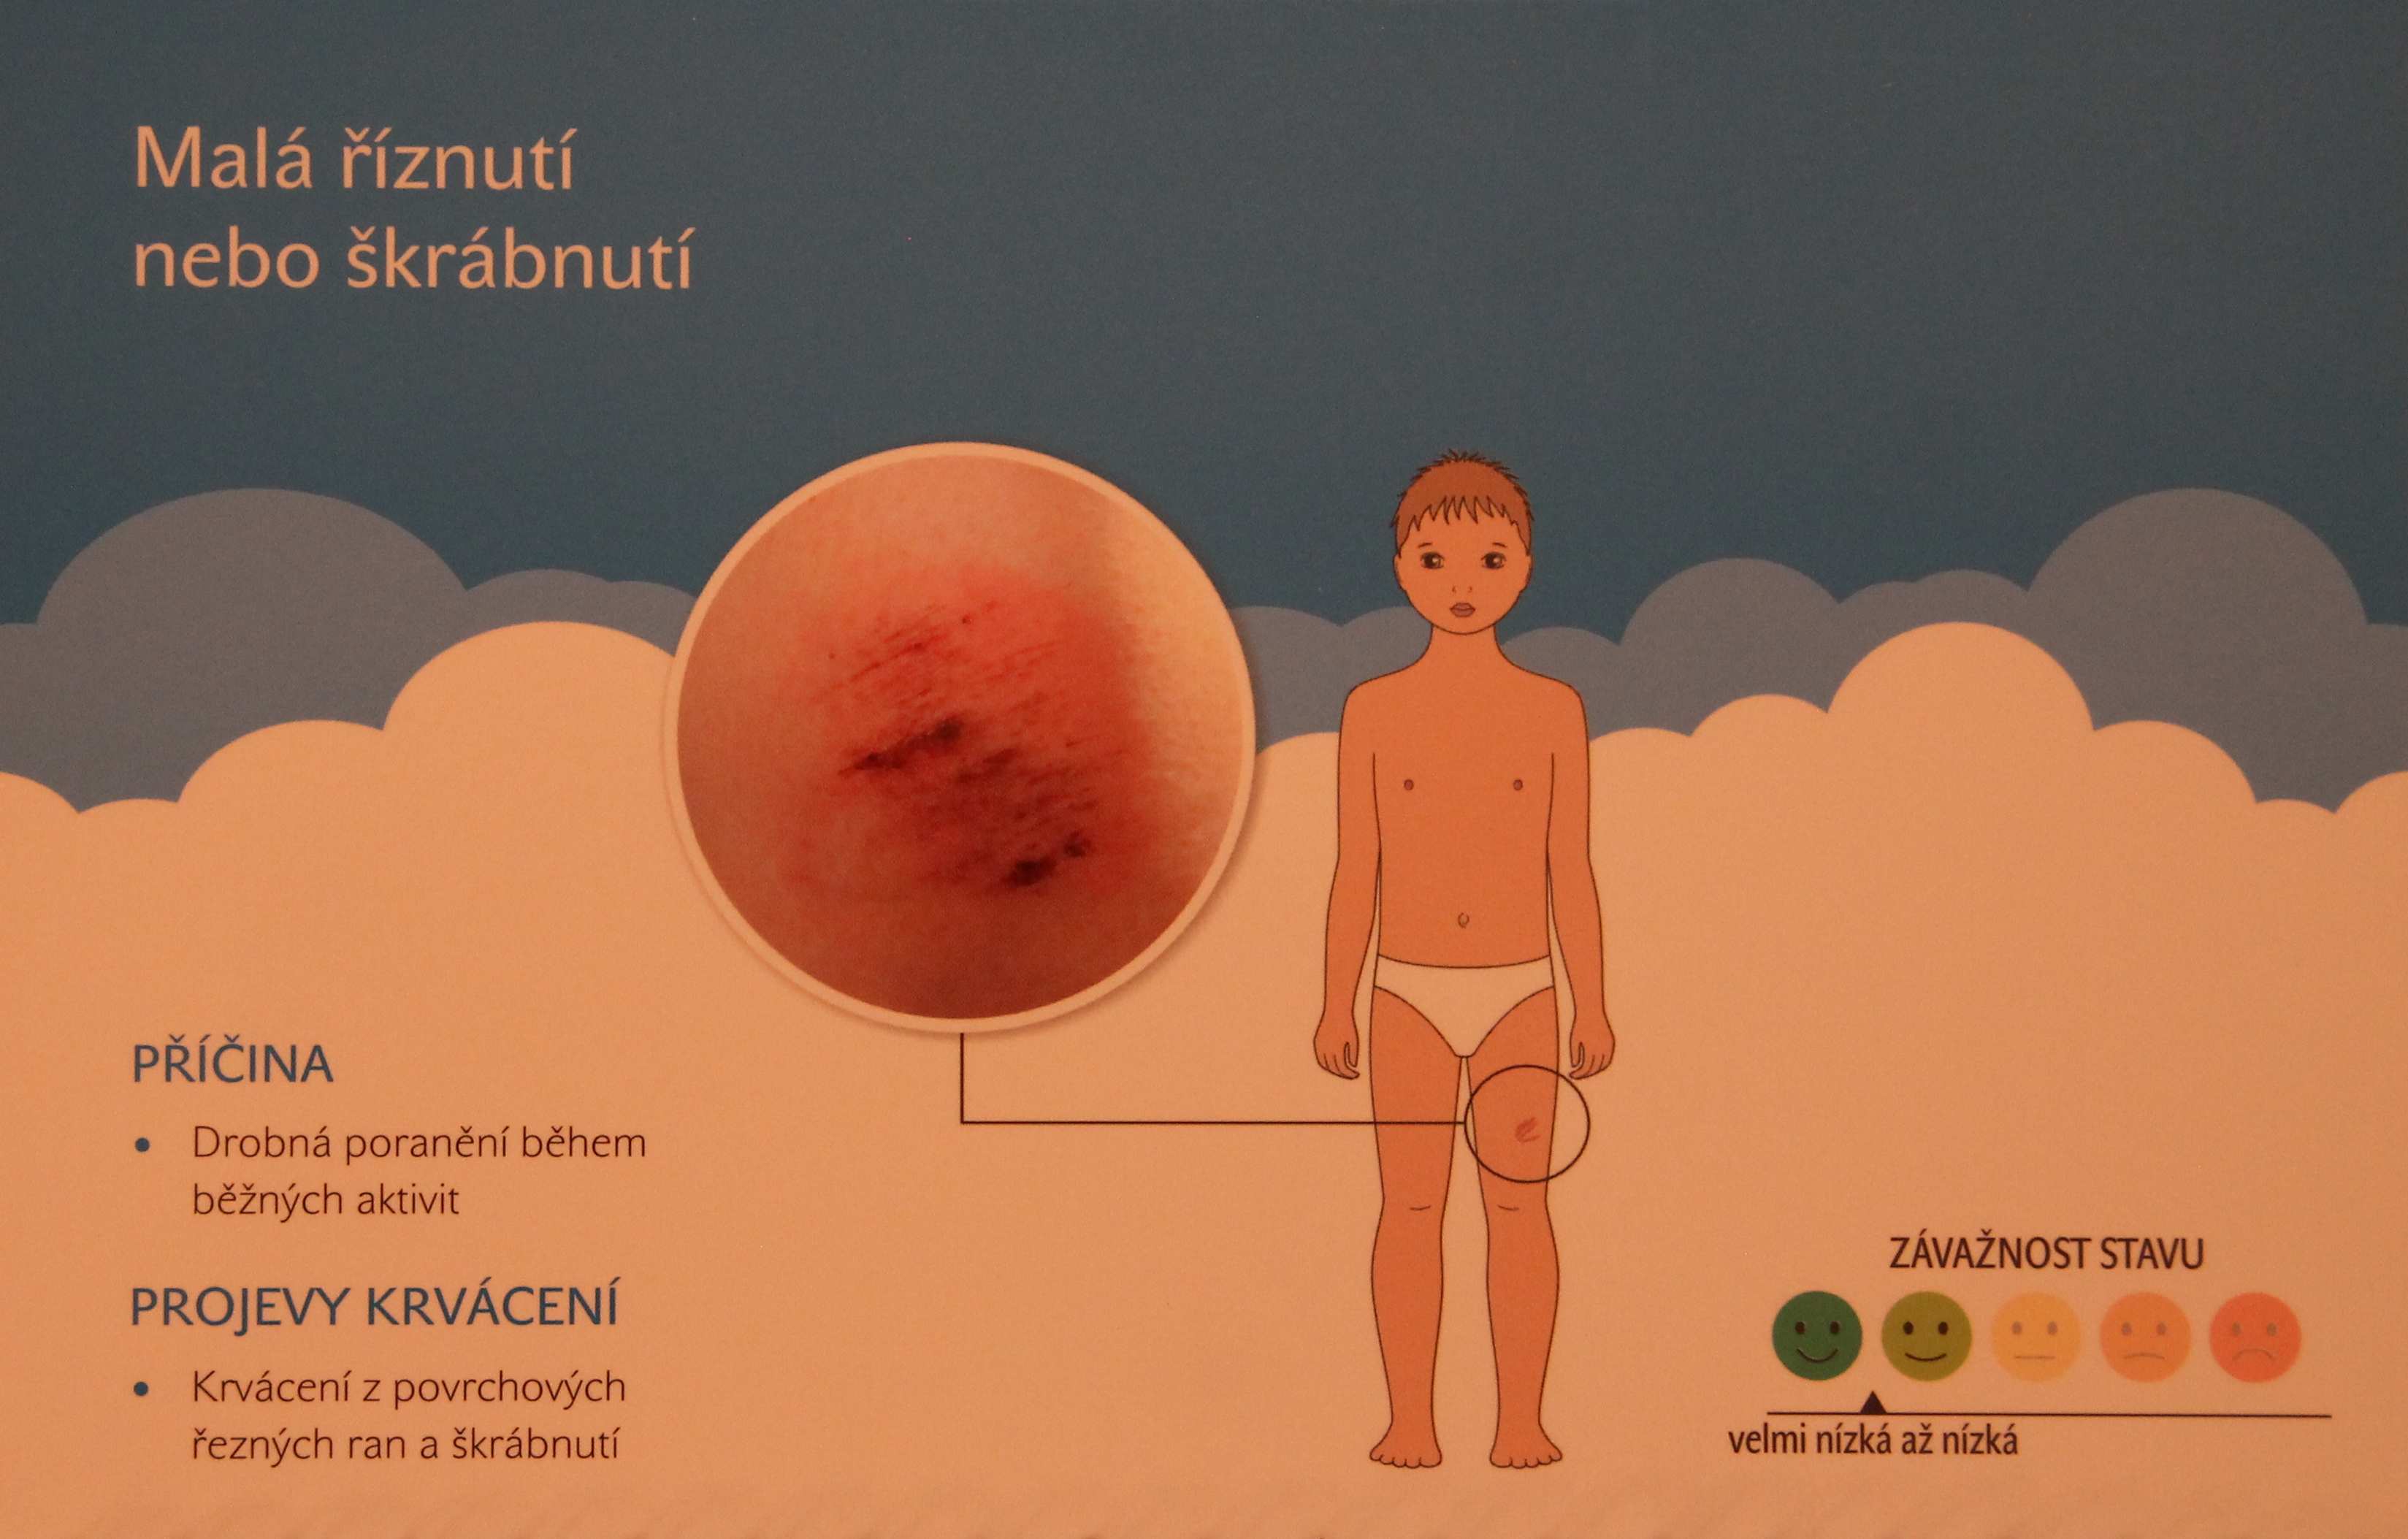 Malá říznutí
nebo škrábnutí
PŘÍČINA
• Drobná poranění během
běžných aktivit
PROJEVY KRVÁCENÍ
• Krvácení z povrchových
řezných ran a škrábnutí
ZÁVAŽNOST STAVU
velmi nízká až nízká